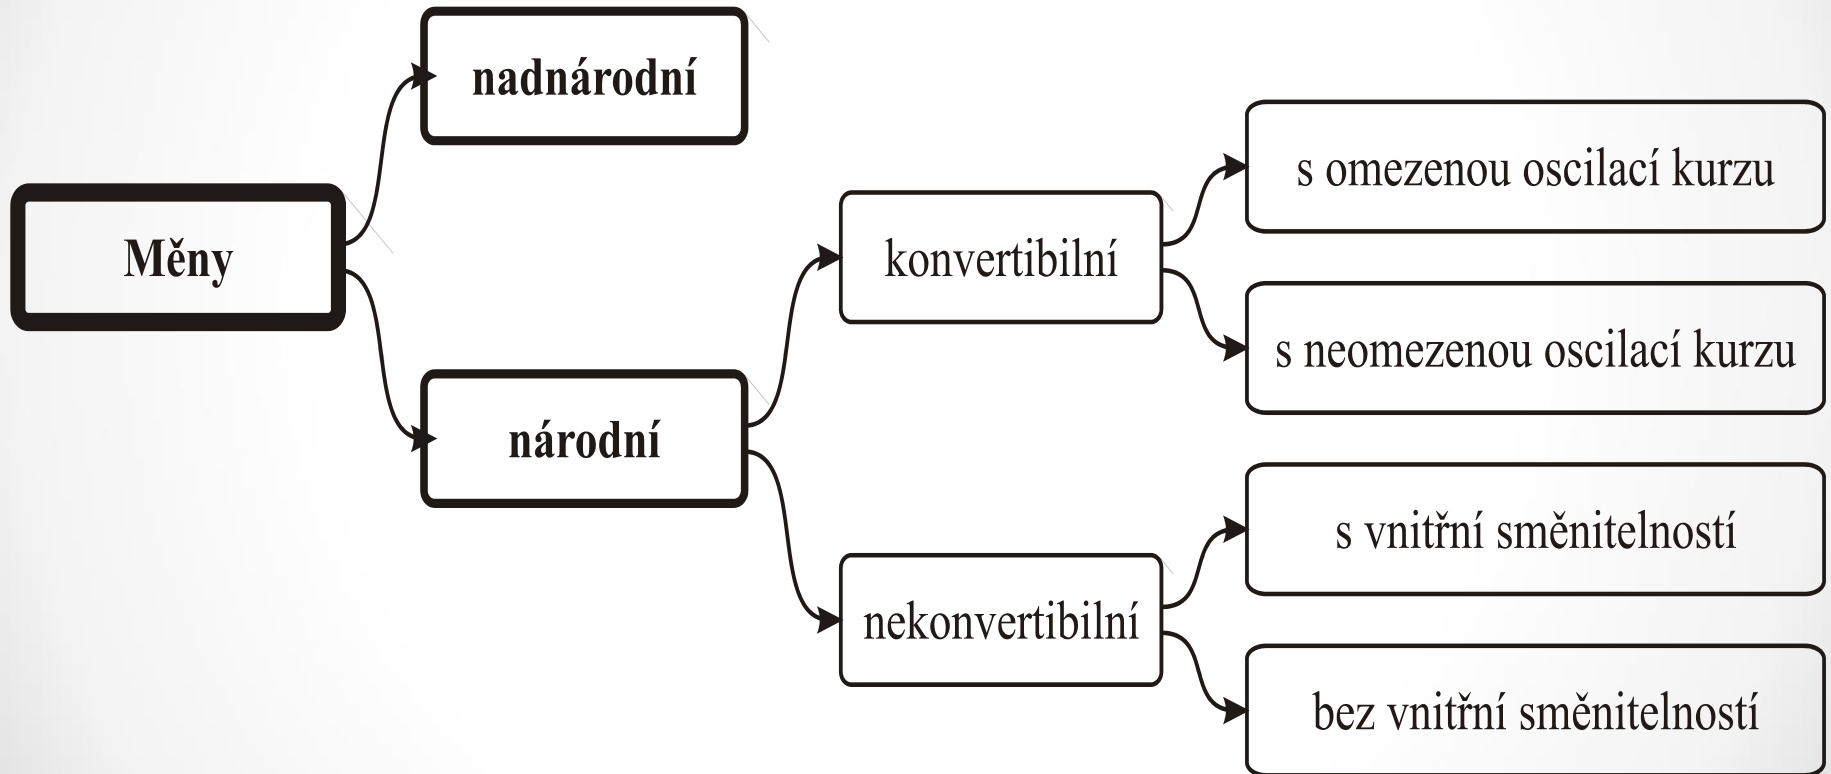 Měny
nadnárodní
národní
konvertibilní
nekonvertibilní
s omezenou oscilací kurzu
s neomezenou oscilací kurzu
s vnitřní směnitelností
bez vnitřní směnitelností